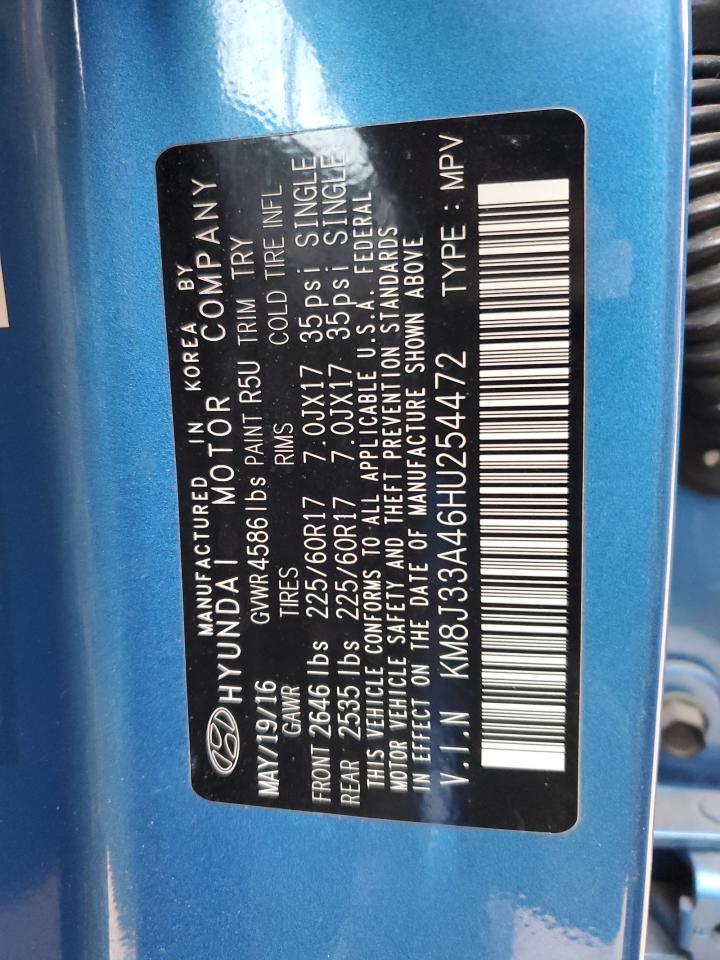 MANUFACTURED IN KOREA BY
HYUNDAI MOTOR COMPANY
MAY/19/16 GVWR 4586 lbs PAINT R5U TRIM TRY
GAWR TIRES RIMS COLD TIRE INFL
FRONT 2646 lbs 225/60R17 7.0JX17 35psi SINGLE
REAR 2535 lbs 225/60R17 7.0JX17 35psi SINGLE
THIS VEHICLE CONFORMS TO ALL APPLICABLE U.S.A. FEDERAL
MOTOR VEHICLE SAFETY AND THEFT PREVENTION STANDARDS
IN EFFECT ON THE DATE OF MANUFACTURE SHOWN ABOVE
V.I.N KM8J33A46HU254472 TYPE : MPV